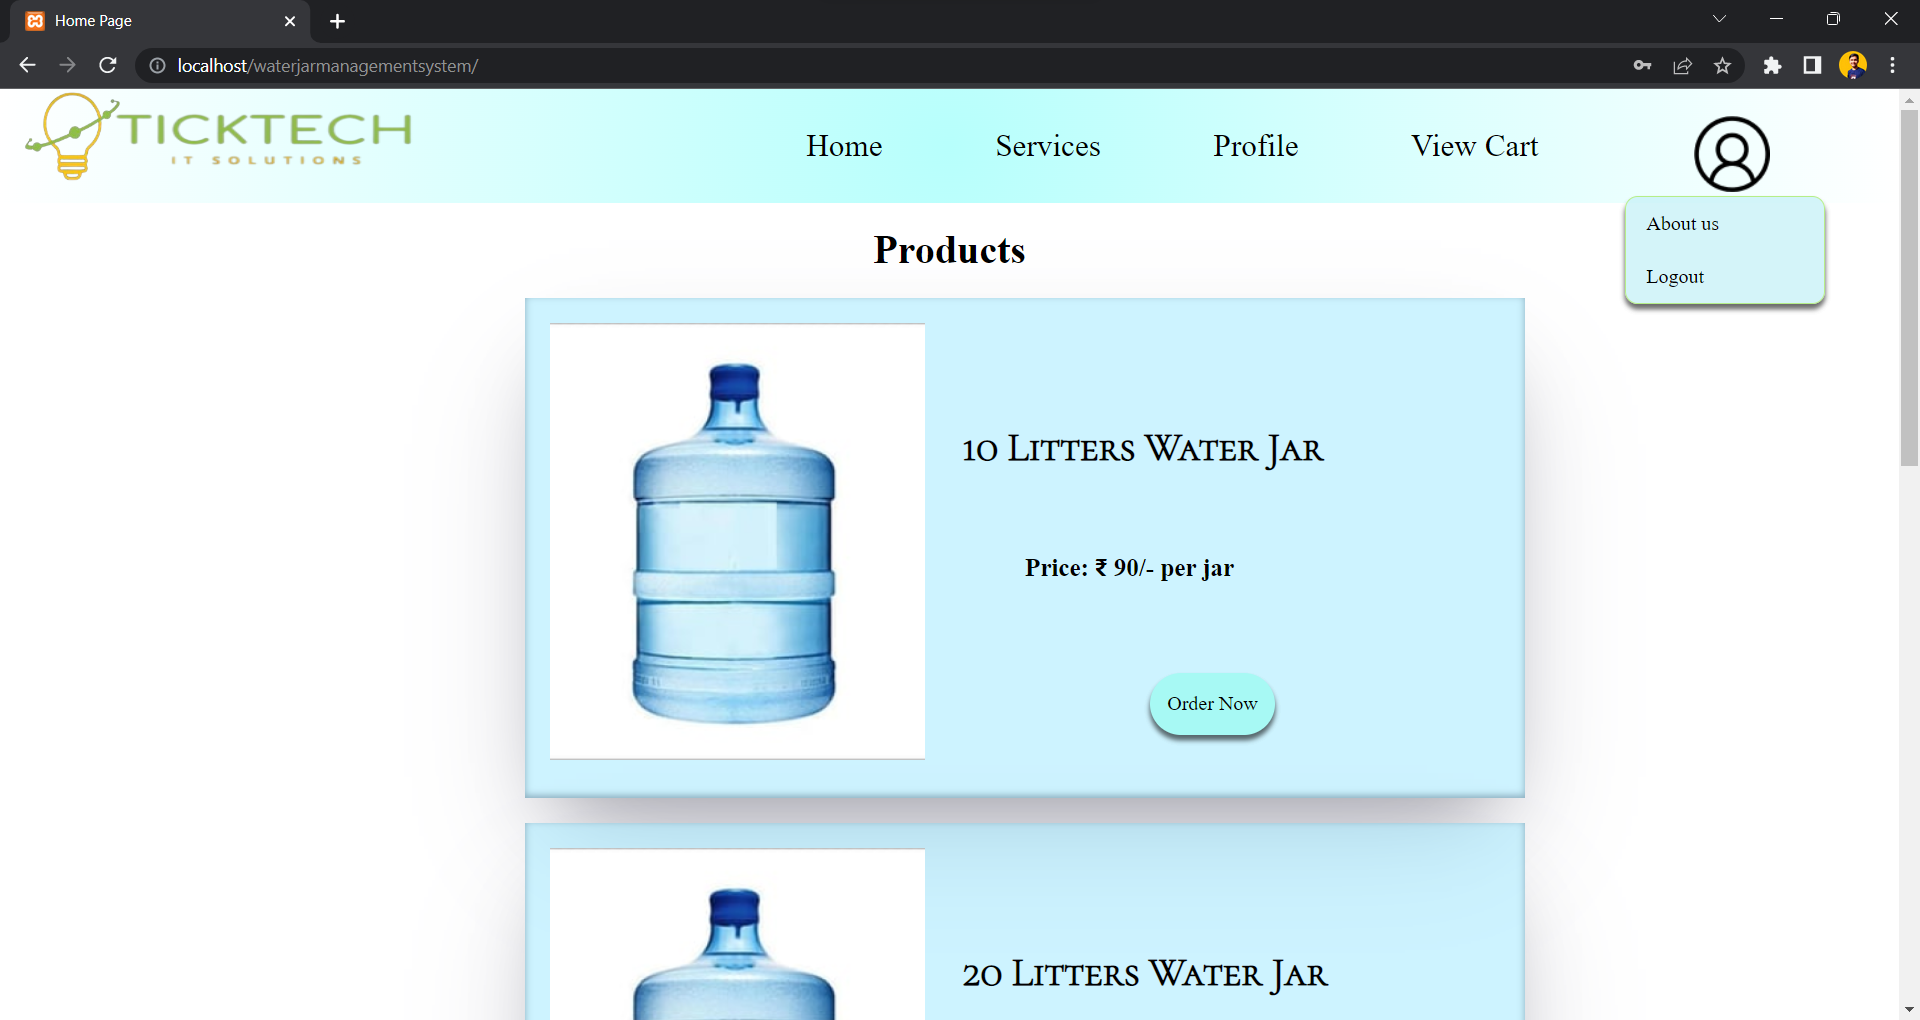 Home Page
localhost/waterjarmanagementsystem/
TICKTECH
IT SOLUTIONS
Home Services Profile View Cart
About us
Logout
Products
10 Litters Water Jar
Price: ₹ 90/- per jar
Order Now
20 Litters Water Jar